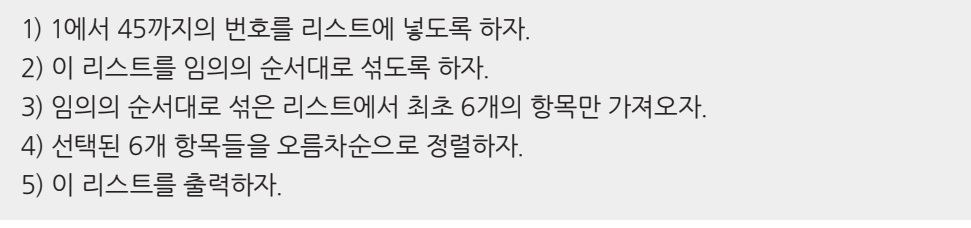 1) 1에서 45까지의 번호를 리스트에 넣도록 하자.
2) 이 리스트를 임의의 순서대로 섞도록 하자.
3) 임의의 순서대로 섞은 리스트에서 최초 6개의 항목만 가져오자.
4) 선택된 6개 항목들을 오름차순으로 정렬하자.
5) 이 리스트를 출력하자.